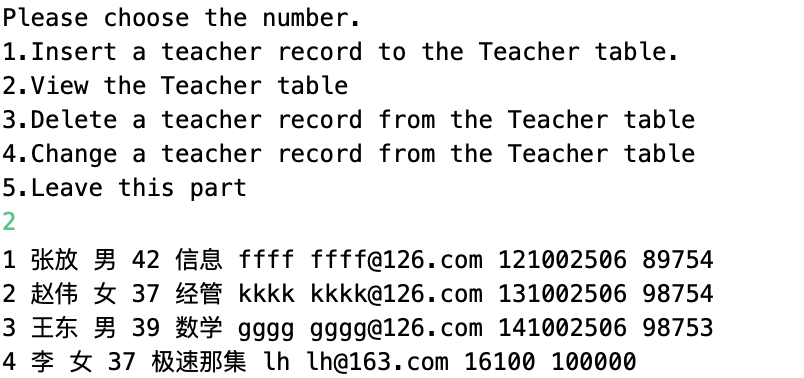 Please choose the number.
1.Insert a teacher record to the Teacher table.
2.View the Teacher table
3.Delete a teacher record from the Teacher table
4.Change a teacher record from the Teacher table
5.Leave this part
2
1 张放 男 42 信息 ffff ffff@126.com 121002506 89754
2 赵伟 女 37 经管 kkkk kkkk@126.com 131002506 98754
3 王东 男 39 数学 gggg gggg@126.com 141002506 98753
4 李 女 37 极速那集 lh lh@163.com 16100 100000